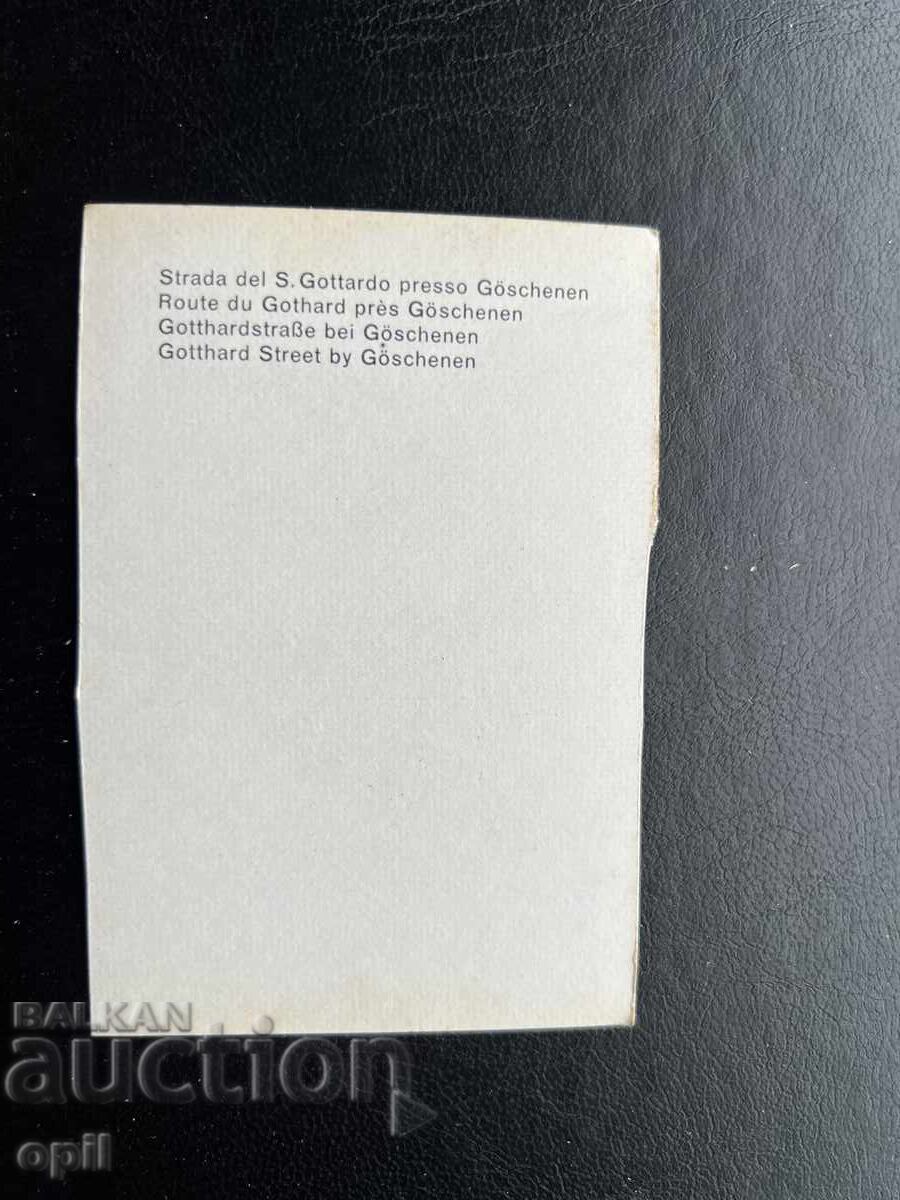 Strada del S. Gottardo presso Göschenen
Route du Gothard près Göschenen
Gotthardstraße bei Göschenen
Gotthard Street by Göschenen
BALKAN
auction
opil